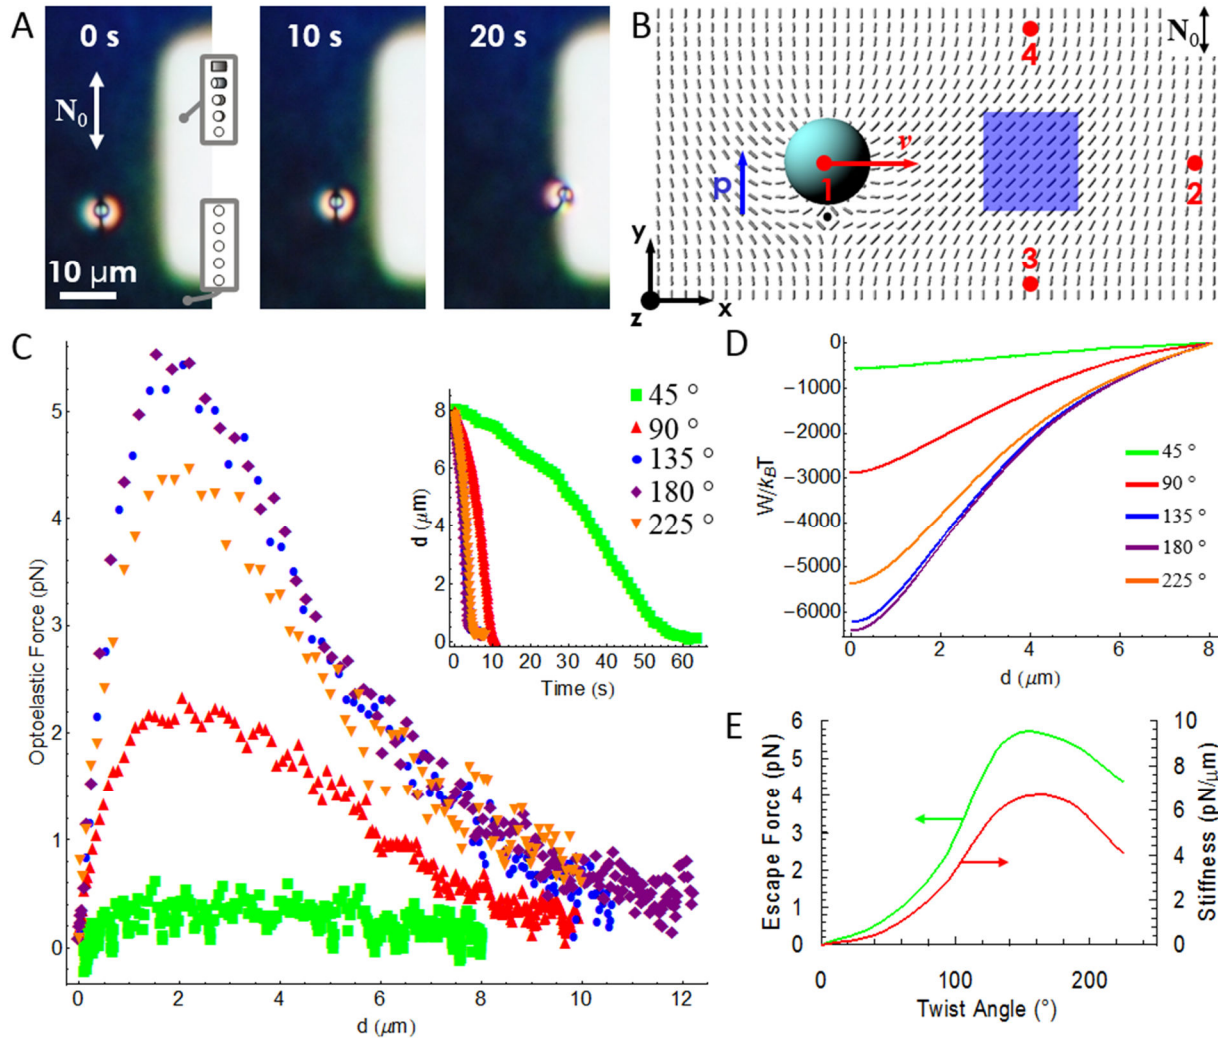 A
0 s
10 s
20 s
N₀
10 μm
B
N₀
4
v
1
p
2
3
y
z
x
C
Optoelastic Force (pN)
5
4
3
2
1
0
0 2 4 6 8 10 12
d (μm)
d (μm)
8
6
4
2
0
0 10 20 30 40 50 60
Time (s)
45 °
90 °
135 °
180 °
225 °
D
W/k_BT
0
−1000
−2000
−3000
−4000
−5000
−6000
0 2 4 6 8
d (μm)
45 °
90 °
135 °
180 °
225 °
E
Escape Force (pN)
6
5
4
3
2
1
0
0 100 200
Twist Angle (°)
10
8
6
4
2
0
Stiffness (pN/μm)